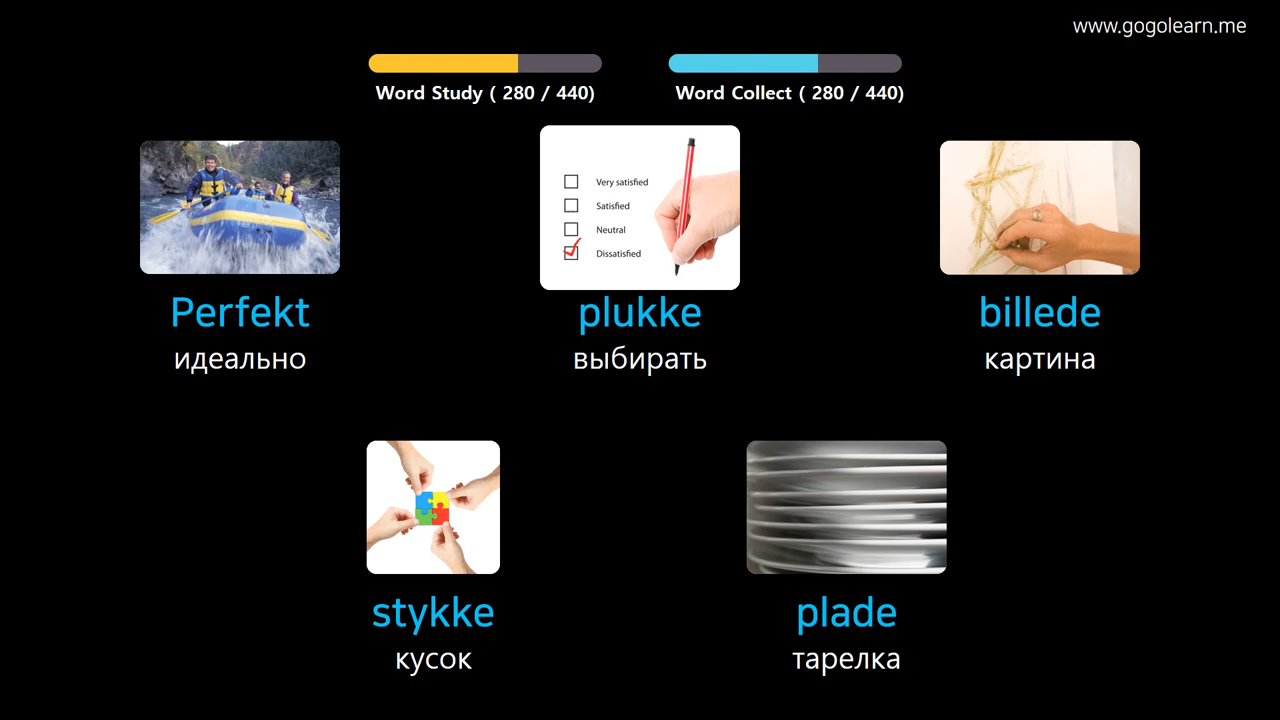 www.gogolearn.me
Word Study ( 280 / 440)
Word Collect ( 280 / 440)
Very satisfied
Satisfied
Neutral
Dissatisfied
Perfekt
идеально
plukke
выбирать
billede
картина
stykke
кусок
plade
тарелка